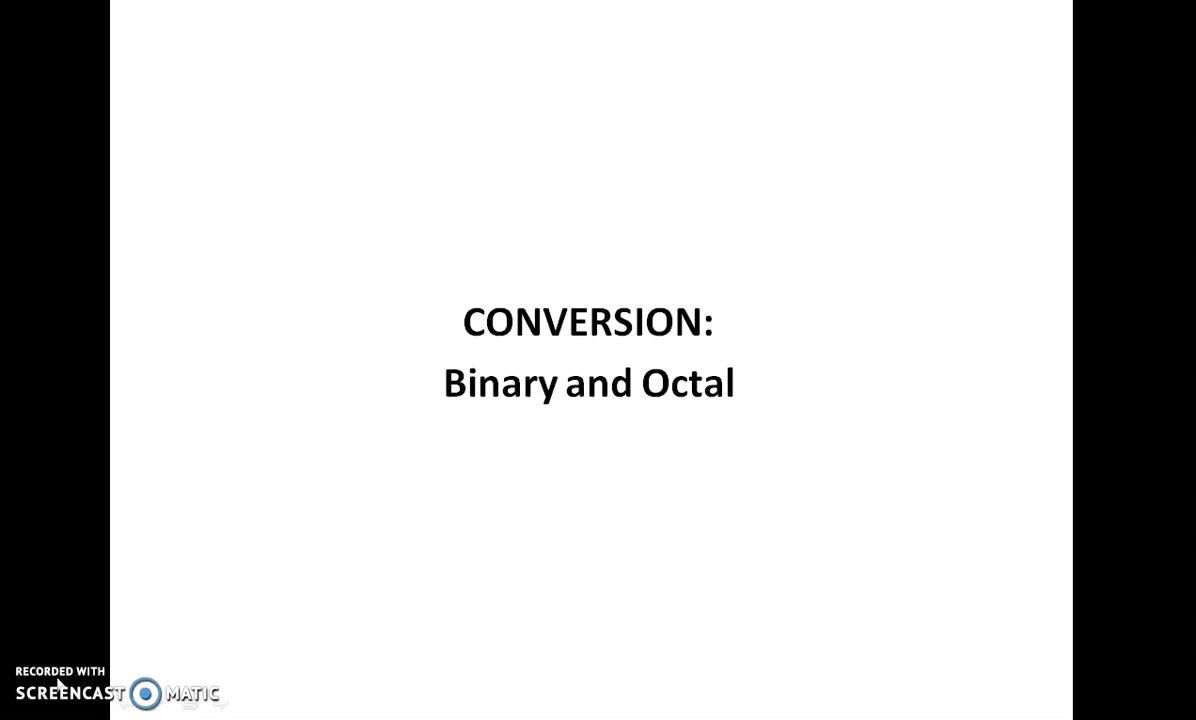 CONVERSION:
Binary and Octal
RECORDED WITH
SCREENCAST MATIC